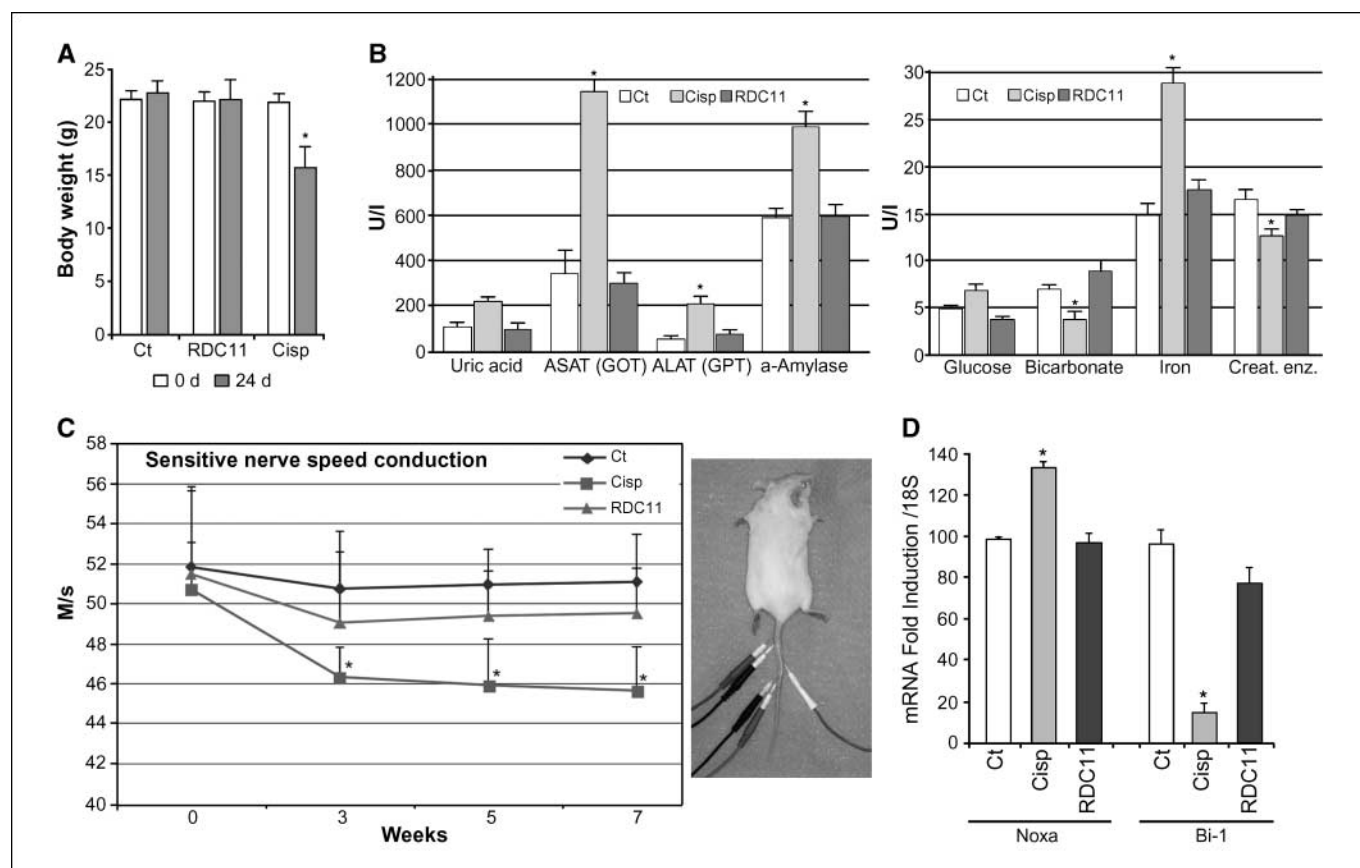 A
Body weight (g)
25
20
15
10
5
0
*
Ct RDC11 Cisp
0 d 24 d
B
U/l
1200
1000
800
600
400
200
0
Ct Cisp RDC11
*
*
*
Uric acid ASAT (GOT) ALAT (GPT) a-Amylase
U/l
30
25
20
15
10
5
0
Ct Cisp RDC11
*
*
*
Glucose Bicarbonate Iron Creat. enz.
C
Sensitive nerve speed conduction
Ct
Cisp
RDC11
M/s
58
56
54
52
50
48
46
44
42
40
* * *
0 3 5 7
Weeks
D
mRNA Fold Induction /18S
140
120
100
80
60
40
20
0
*
*
Ct Cisp RDC11 Ct Cisp RDC11
Noxa Bi-1